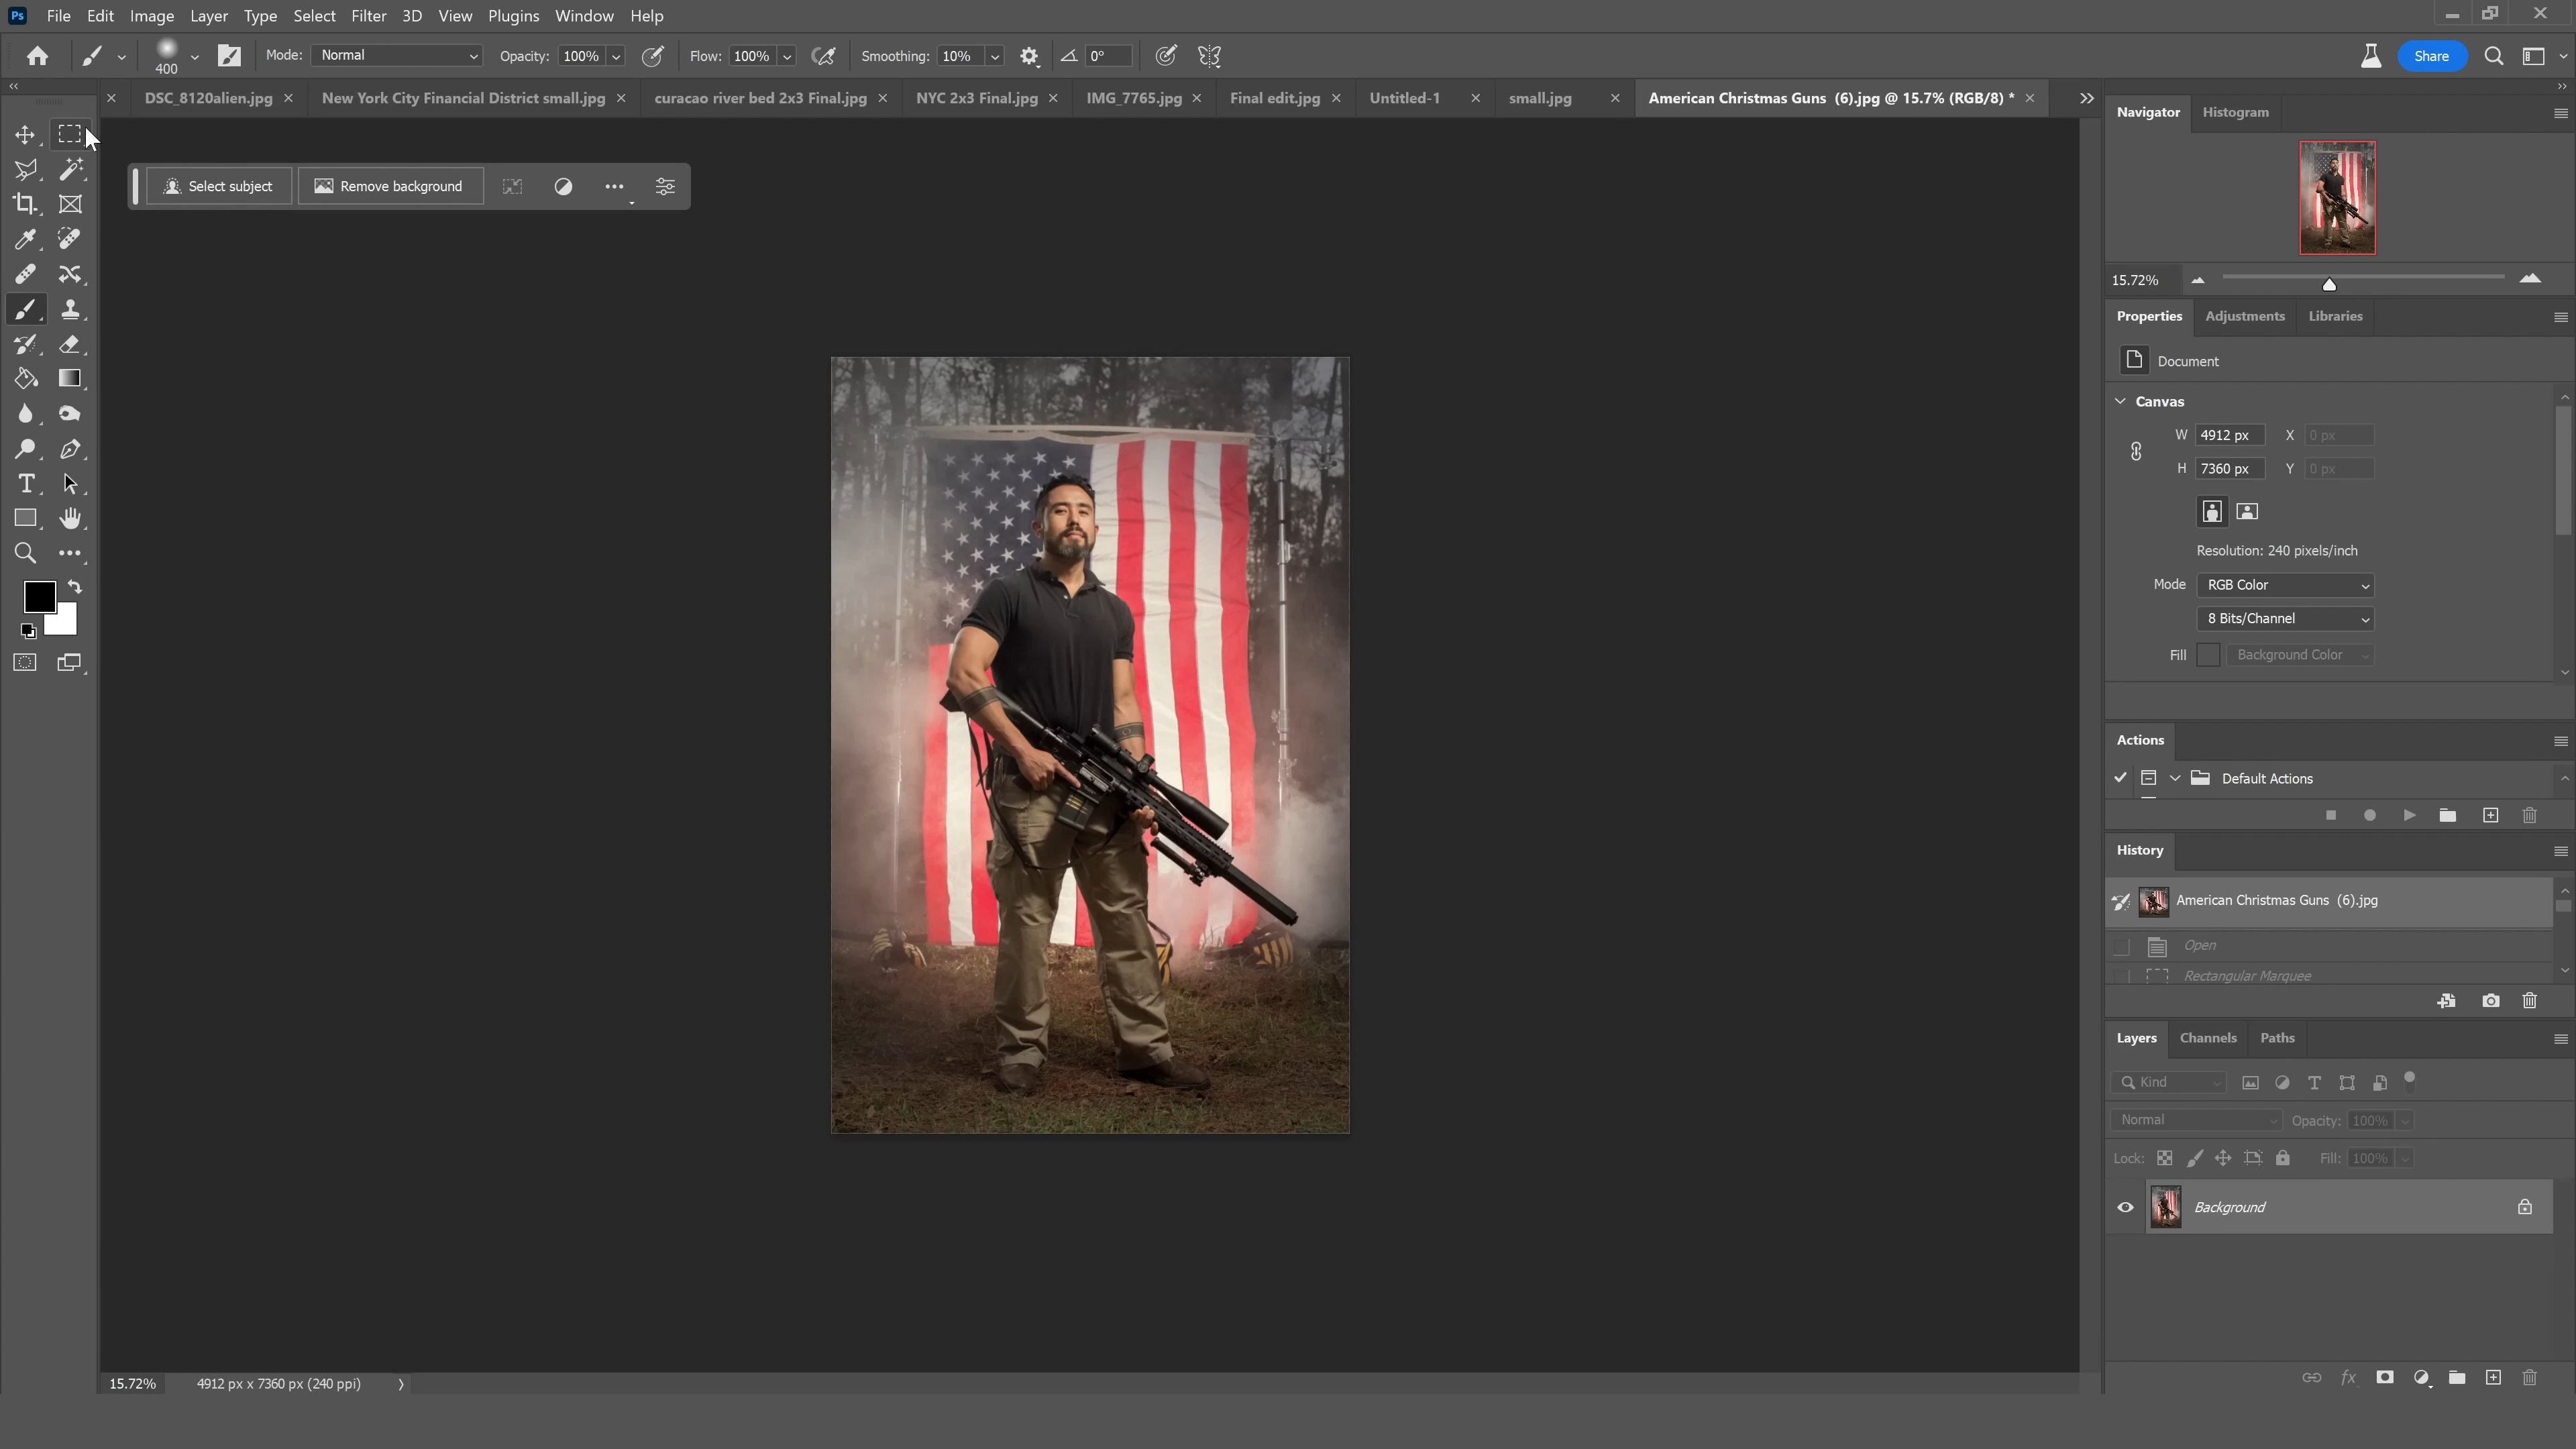 Ps File Edit Image Layer Type Select Filter 3D View Plugins Window Help
400 Mode: Normal Opacity: 100% Flow: 100% Smoothing: 10% 0° Share
DSC_8120alien.jpg New York City Financial District small.jpg curacao river bed 2x3 Final.jpg NYC 2x3 Final.jpg IMG_7765.jpg Final edit.jpg Untitled-1 small.jpg American Christmas Guns (6).jpg @ 15.7% (RGB/8) *
Select subject Remove background
Navigator Histogram
15.72%
Properties Adjustments Libraries
Document
Canvas
W 4912 px X 0 px
H 7360 px Y 0 px
Resolution: 240 pixels/inch
Mode RGB Color
8 Bits/Channel
Fill Background Color
Actions
Default Actions
History
American Christmas Guns (6).jpg
Open
Rectangular Marquee
Layers Channels Paths
Kind
Normal Opacity: 100%
Lock: Fill: 100%
Background
15.72% 4912 px x 7360 px (240 ppi)